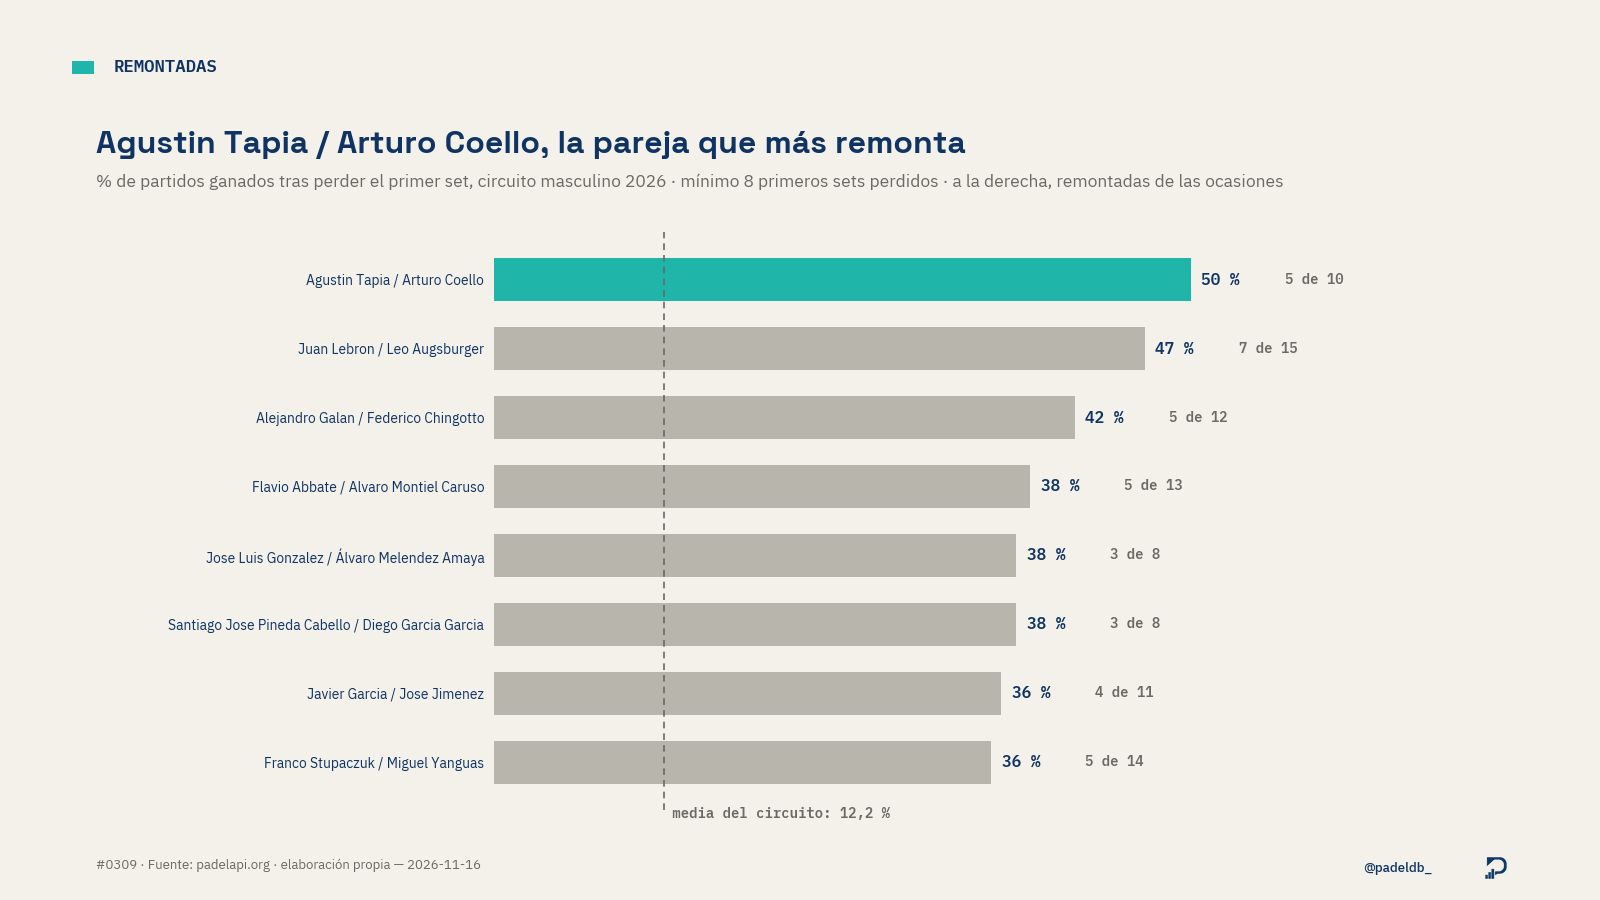 REMONTADAS
Agustin Tapia / Arturo Coello, la pareja que más remonta
% de partidos ganados tras perder el primer set, circuito masculino 2026 · mínimo 8 primeros sets perdidos · a la derecha, remontadas de las ocasiones
Agustin Tapia / Arturo Coello 50 % 5 de 10
Juan Lebron / Leo Augsburger 47 % 7 de 15
Alejandro Galan / Federico Chingotto 42 % 5 de 12
Flavio Abbate / Alvaro Montiel Caruso 38 % 5 de 13
Jose Luis Gonzalez / Álvaro Melendez Amaya 38 % 3 de 8
Santiago Jose Pineda Cabello / Diego Garcia Garcia 38 % 3 de 8
Javier Garcia / Jose Jimenez 36 % 4 de 11
Franco Stupaczuk / Miguel Yanguas 36 % 5 de 14
media del circuito: 12,2 %
#0309 · Fuente: padelapi.org · elaboración propia — 2026-11-16
@padeldb_